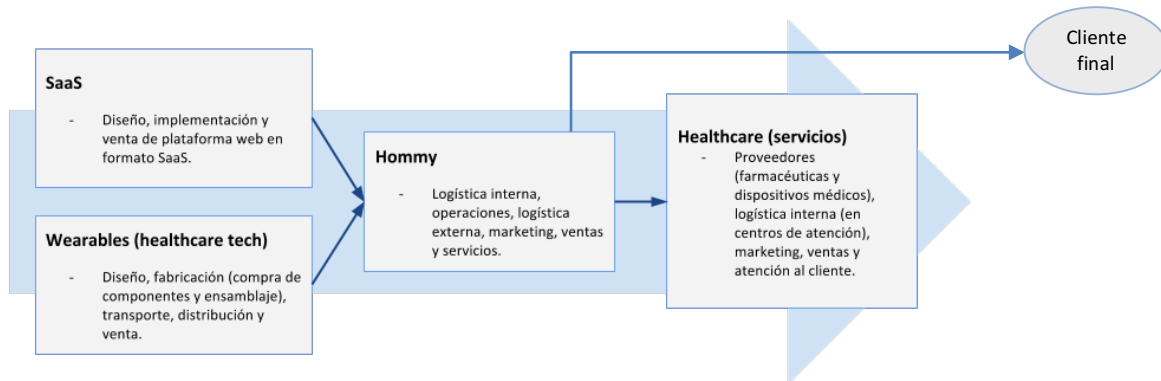 SaaS
- Diseño, implementación y
venta de plataforma web en
formato SaaS.
Wearables (healthcare tech)
- Diseño, fabricación (compra de
componentes y ensamblaje),
transporte, distribución y
venta.
Hommy
- Logística interna,
operaciones, logística
externa, marketing, ventas
y servicios.
Healthcare (servicios)
- Proveedores
(farmacéuticas y
dispositivos médicos),
logística interna (en
centros de atención),
marketing, ventas y
atención al cliente.
Cliente
final